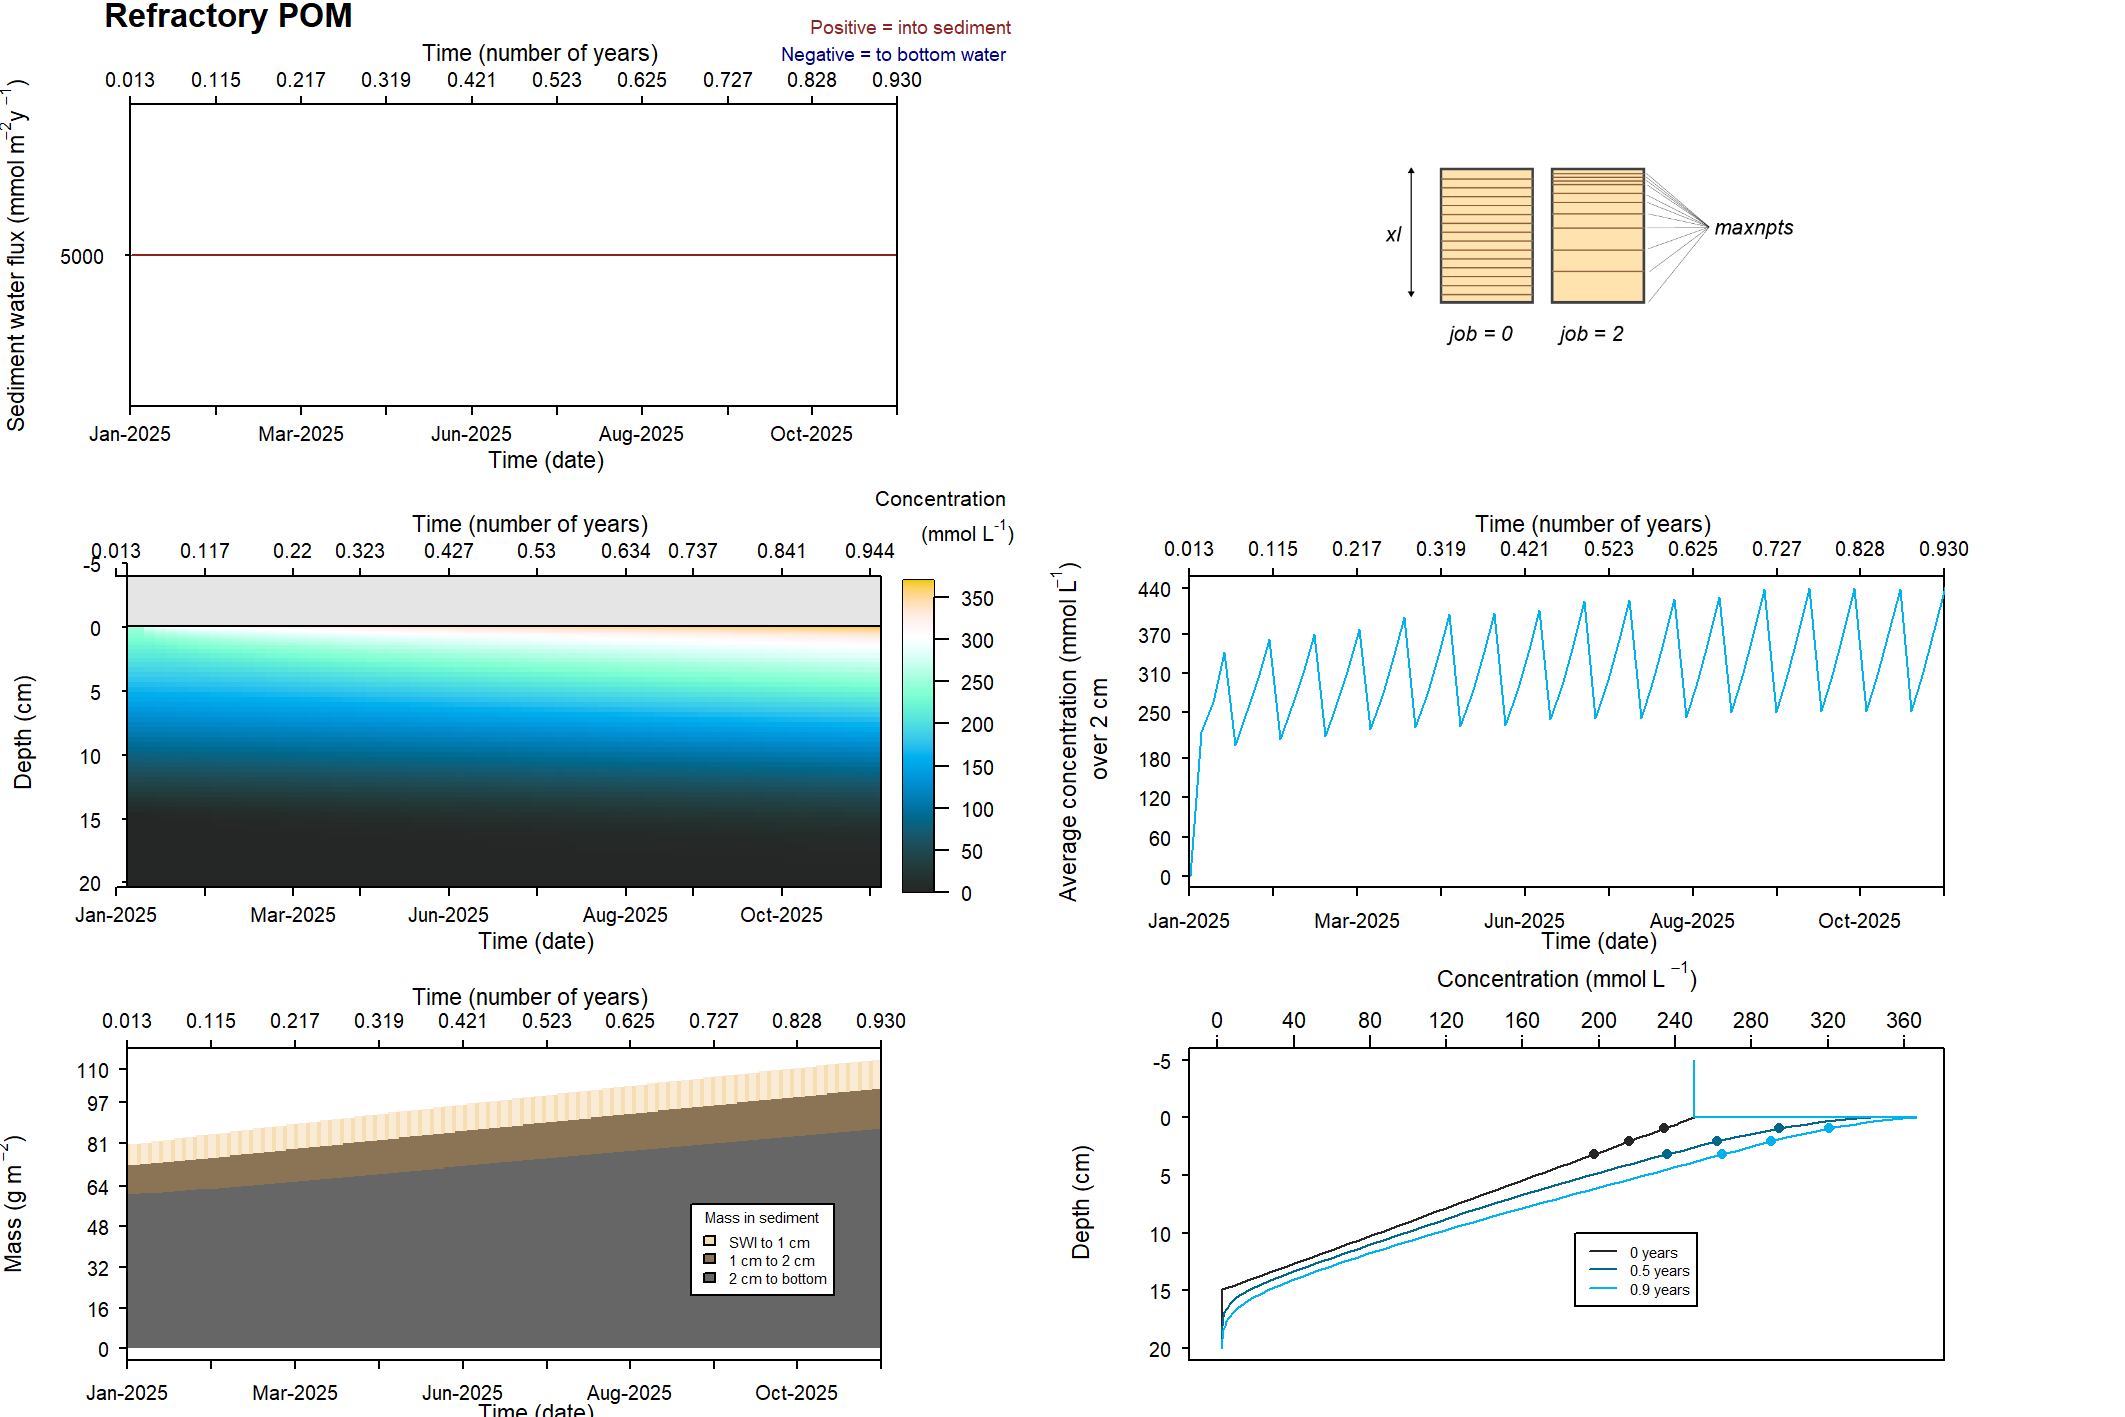 Refractory POM
Positive = into sediment
Negative = to bottom water
Time (number of years)
0.013 0.115 0.217 0.319 0.421 0.523 0.625 0.727 0.828 0.930
Sediment water flux (mmol m⁻²y⁻¹)
5000
Jan-2025 Mar-2025 Jun-2025 Aug-2025 Oct-2025
Time (date)
xl
maxnpts
job = 0 job = 2
Concentration
(mmol L⁻¹)
Time (number of years)
0.013 0.117 0.22 0.323 0.427 0.53 0.634 0.737 0.841 0.944
Depth (cm)
-5
0
5
10
15
20
350
300
250
200
150
100
50
0
Jan-2025 Mar-2025 Jun-2025 Aug-2025 Oct-2025
Time (date)
Time (number of years)
0.013 0.115 0.217 0.319 0.421 0.523 0.625 0.727 0.828 0.930
Average concentration (mmol L⁻¹)
over 2 cm
440
370
310
250
180
120
60
0
Jan-2025 Mar-2025 Jun-2025 Aug-2025 Oct-2025
Time (date)
Time (number of years)
0.013 0.115 0.217 0.319 0.421 0.523 0.625 0.727 0.828 0.930
Mass (g m⁻²)
110
97
81
64
48
32
16
0
Mass in sediment
SWI to 1 cm
1 cm to 2 cm
2 cm to bottom
Jan-2025 Mar-2025 Jun-2025 Aug-2025 Oct-2025
Time (date)
Concentration (mmol L⁻¹)
0 40 80 120 160 200 240 280 320 360
Depth (cm)
-5
0
5
10
15
20
0 years
0.5 years
0.9 years